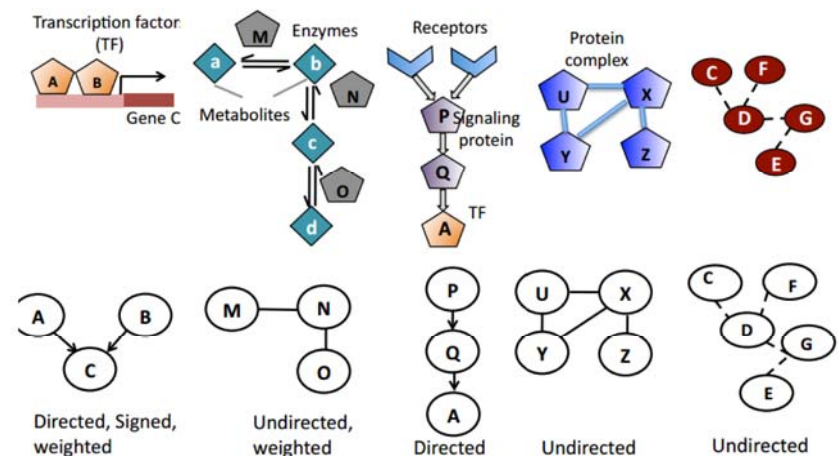 Transcription factors
(TF)
A B
Gene C
Enzymes
M
a b
N
Metabolites
c
O
d
Receptors
P Signaling
protein
Q
A TF
Protein
complex
U X
Y Z
C F
D G
E
A B
C
Directed, Signed,
weighted
M N
O
Undirected,
weighted
P
Q
A
Directed
U X
Y Z
Undirected
C F
D G
E
Undirected